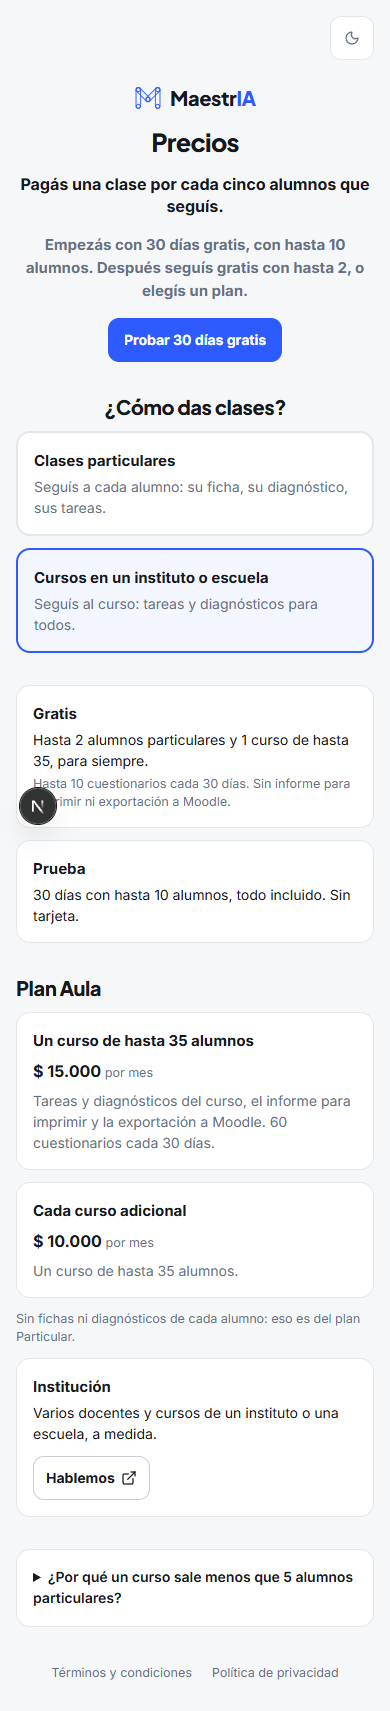 MaestrIA
Precios
Pagás una clase por cada cinco alumnos que
seguís.
Empezás con 30 días gratis, con hasta 10
alumnos. Después seguís gratis con hasta 2, o
elegís un plan.
Probar 30 días gratis
¿Cómo das clases?
Clases particulares
Seguís a cada alumno: su ficha, su diagnóstico,
sus tareas.
Cursos en un instituto o escuela
Seguís al curso: tareas y diagnósticos para
todos.
Gratis
Hasta 2 alumnos particulares y 1 curso de hasta
35, para siempre.
Hasta 10 cuestionarios cada 30 días. Sin informe para
ni exportación a Moodle.
N
Prueba
30 días con hasta 10 alumnos, todo incluido. Sin
tarjeta.
Plan Aula
Un curso de hasta 35 alumnos
$ 15.000 por mes
Tareas y diagnósticos del curso, el informe para
imprimir y la exportación a Moodle. 60
cuestionarios cada 30 días.
Cada curso adicional
$ 10.000 por mes
Un curso de hasta 35 alumnos.
Sin fichas ni diagnósticos de cada alumno: eso es del plan
Particular.
Institución
Varios docentes y cursos de un instituto o una
escuela, a medida.
Hablemos
¿Por qué un curso sale menos que 5 alumnos
particulares?
Términos y condiciones Política de privacidad